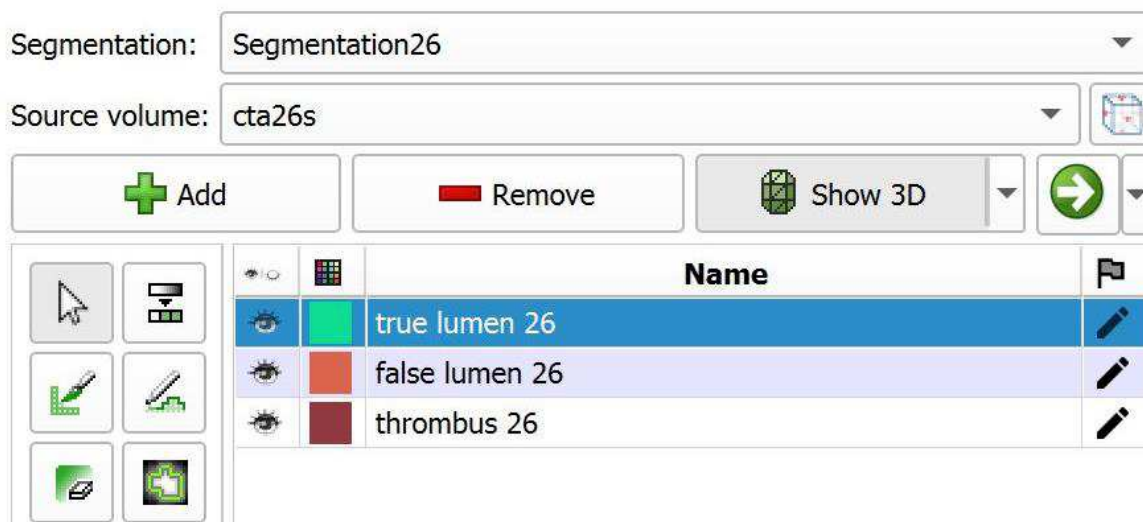 Segmentation: Segmentation26
Source volume: cta26s
Add Remove Show 3D
Name
true lumen 26
false lumen 26
thrombus 26